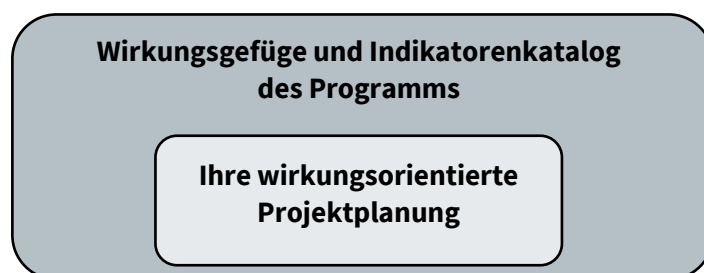 Wirkungsgefüge und Indikatorenkatalog
des Programms
Ihre wirkungsorientierte
Projektplanung